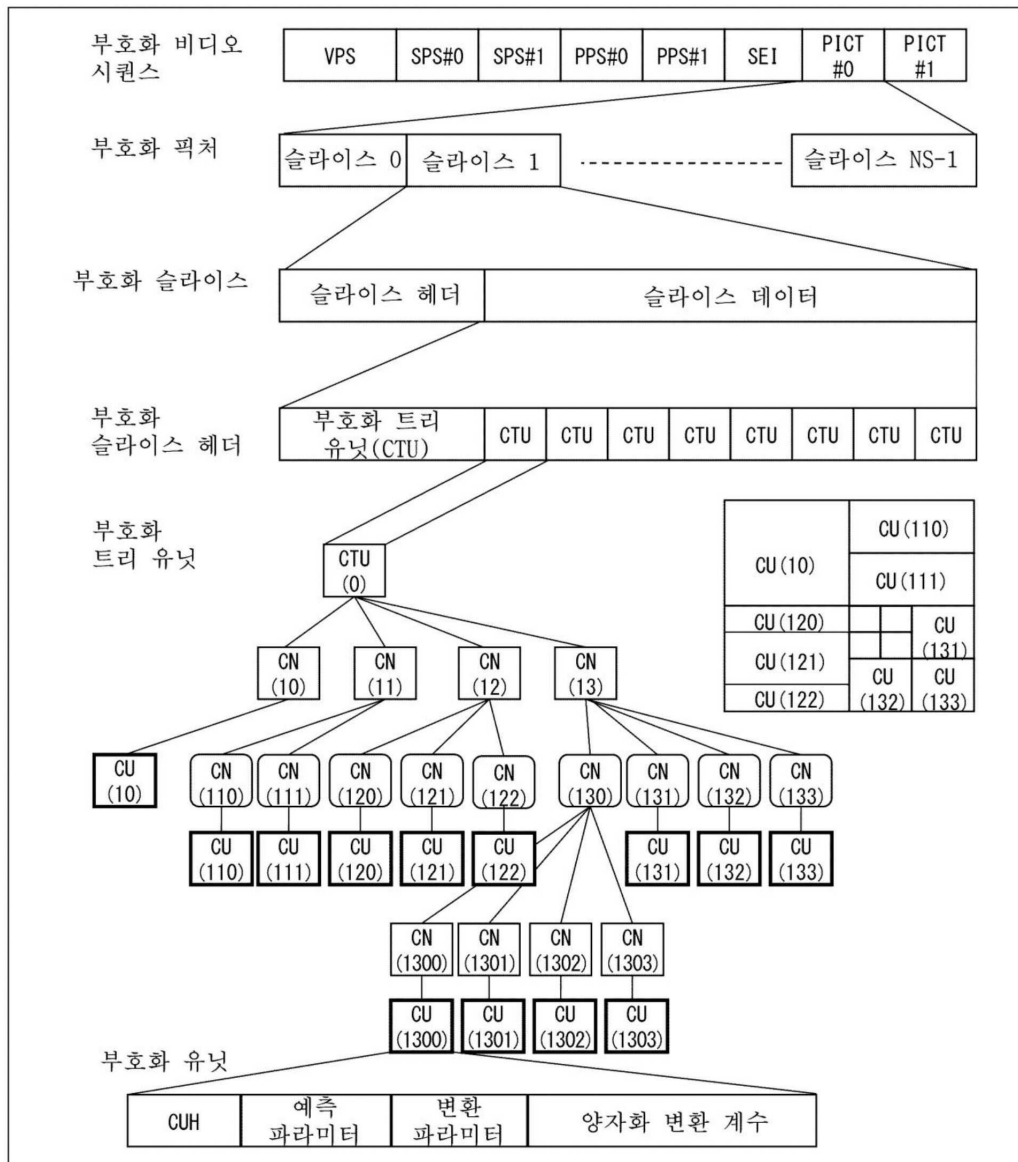 부호화 비디오
시퀀스
VPS
SPS#0
SPS#1
PPS#0
PPS#1
SEI
PICT
#0
PICT
#1
부호화 픽처
슬라이스 0
슬라이스 1
슬라이스 NS-1
부호화 슬라이스
슬라이스 헤더
슬라이스 데이터
부호화
슬라이스 헤더
부호화 트리
유닛(CTU)
CTU
CTU
CTU
CTU
CTU
CTU
CTU
CTU
부호화
트리 유닛
CTU
(0)
CU(10)
CU(110)
CU(111)
CU(120)
CU(121)
CU(122)
CU
(131)
CU
(132)
CU
(133)
CN
(10)
CN
(11)
CN
(12)
CN
(13)
CU
(10)
CN
(110)
CN
(111)
CN
(120)
CN
(121)
CN
(122)
CN
(130)
CN
(131)
CN
(132)
CN
(133)
CU
(110)
CU
(111)
CU
(120)
CU
(121)
CU
(122)
CU
(131)
CU
(132)
CU
(133)
CN
(1300)
CN
(1301)
CN
(1302)
CN
(1303)
CU
(1300)
CU
(1301)
CU
(1302)
CU
(1303)
부호화 유닛
CUH
예측
파라미터
변환
파라미터
양자화 변환 계수